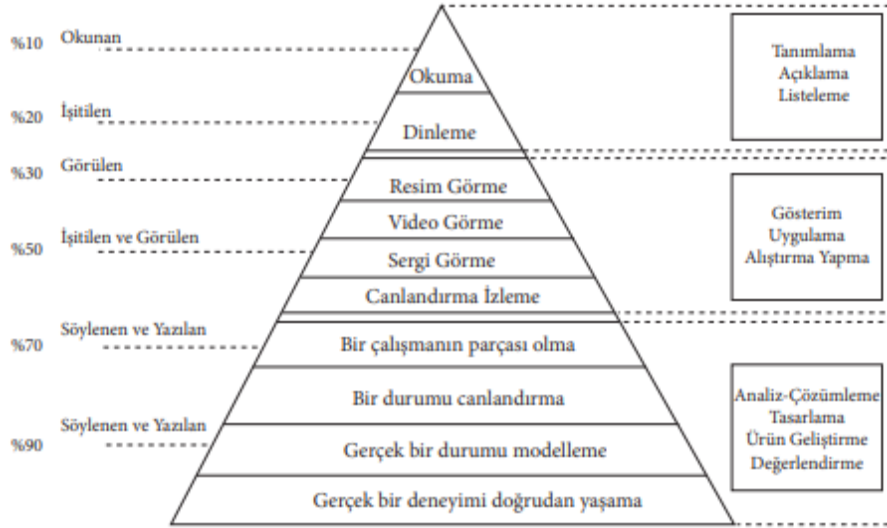 %10 Okunan
Okuma
%20 İşitilen
Dinleme
Tanımlama
Açıklama
Listeleme
%30 Görülen
Resim Görme
Video Görme
%50 İşitilen ve Görülen
Sergi Görme
Canlandırma İzleme
Gösterim
Uygulama
Alıştırma Yapma
%70 Söylenen ve Yazılan
Bir çalışmanın parçası olma
Bir durumu canlandırma
%90 Söylenen ve Yazılan
Gerçek bir durumu modelleme
Gerçek bir deneyimi doğrudan yaşama
Analiz-Çözümleme
Tasarlama
Ürün Geliştirme
Değerlendirme